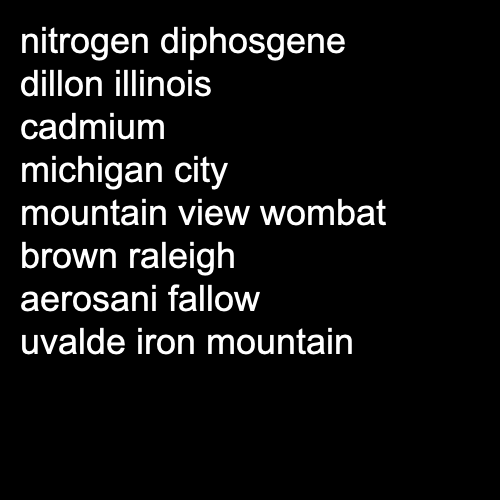 nitrogen diphosgene
dillon illinois
cadmium
michigan city
mountain view wombat
brown raleigh
aerosani fallow
uvalde iron mountain